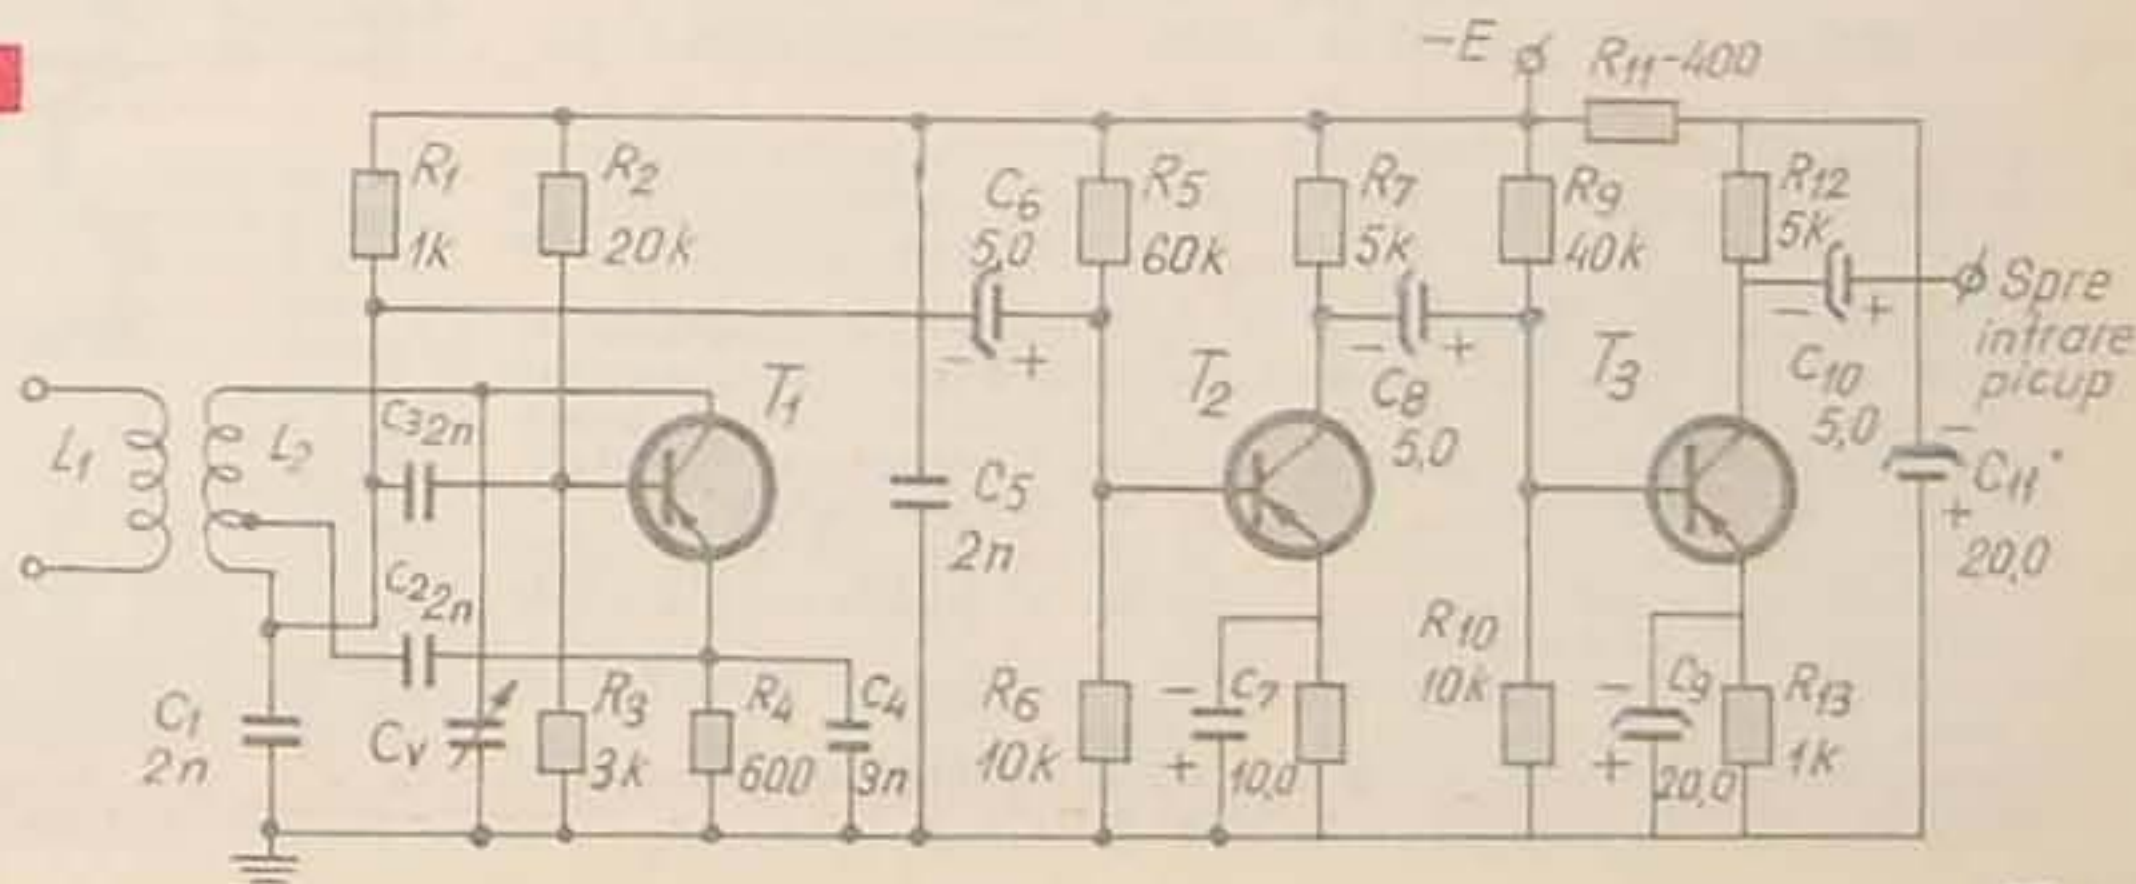 -E
R11-400
R1
1k
R2
20k
C6
5,0
R5
60k
R7
5k
R9
40k
R12
5k
Spre
intrare
picup
C10
5,0
L1
L2
C3 2n
T1
T2
C8
5,0
T3
C5
2n
C11
20,0
C2 2n
C1
2n
Cv
R3
3k
R4
600
C4
3n
R6
10k
C7
10,0
R10
10k
C9
20,0
R13
1k